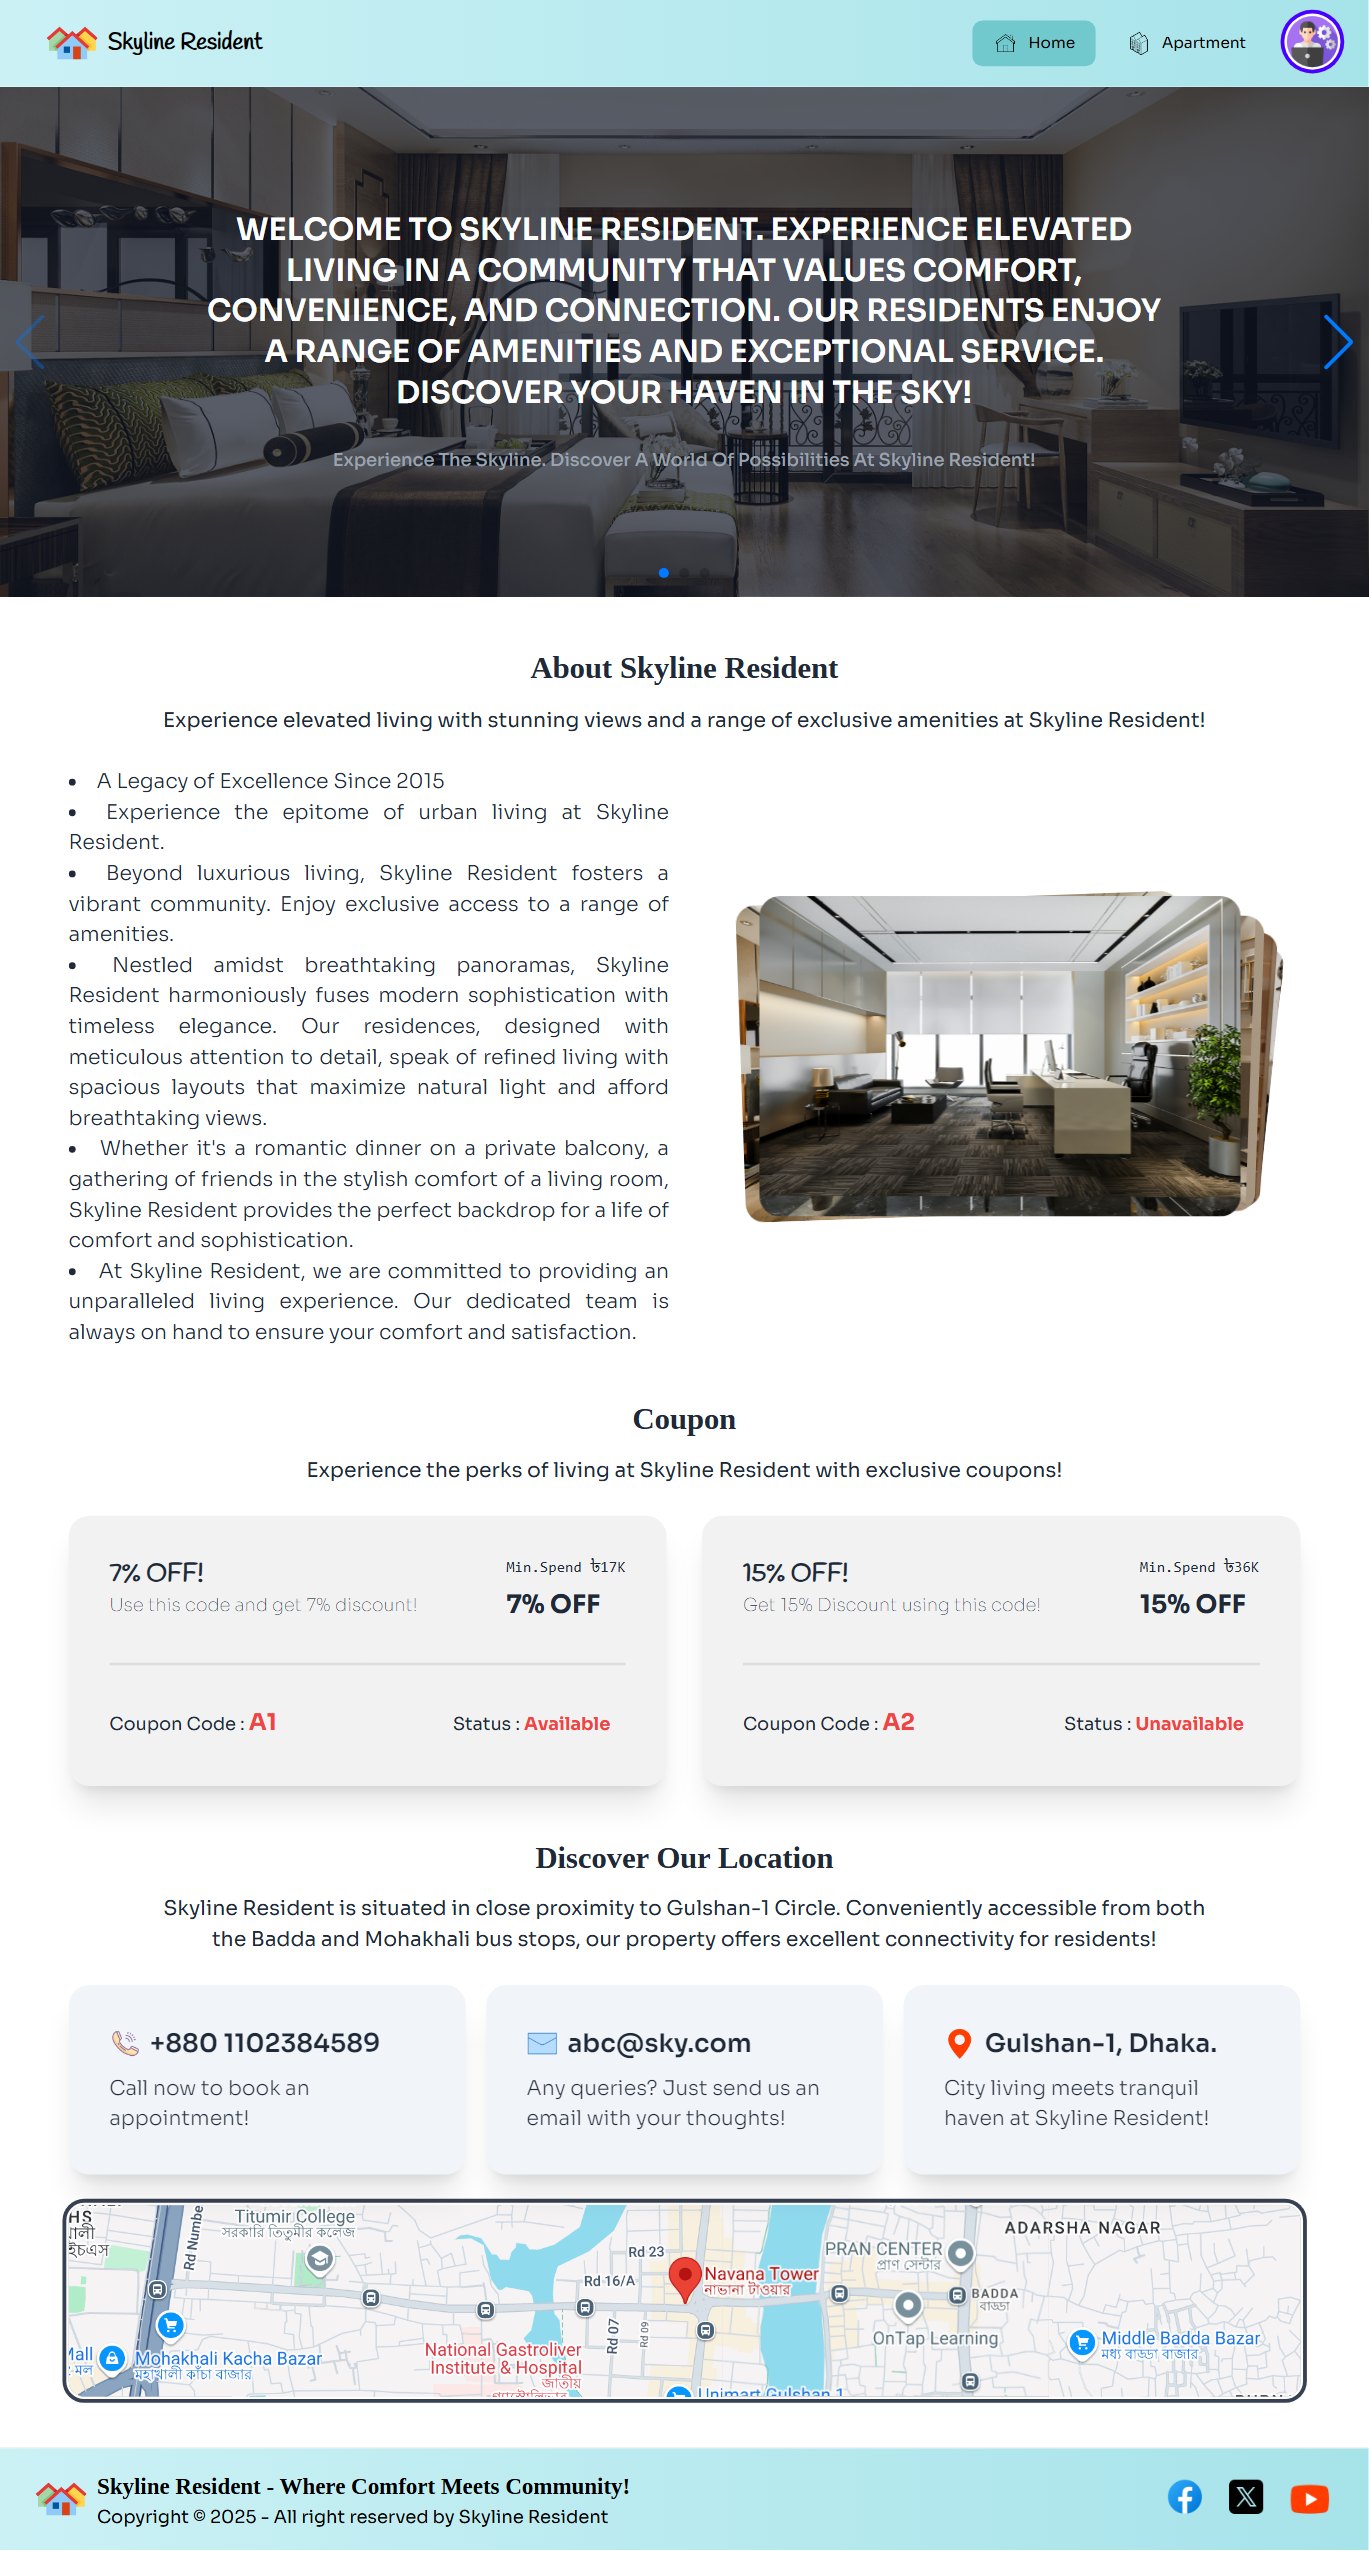 Skyline Resident
Home
Apartment
WELCOME TO SKYLINE RESIDENT. EXPERIENCE ELEVATED
LIVING IN A COMMUNITY THAT VALUES COMFORT,
CONVENIENCE, AND CONNECTION. OUR RESIDENTS ENJOY
A RANGE OF AMENITIES AND EXCEPTIONAL SERVICE.
DISCOVER YOUR HAVEN IN THE SKY!
Experience The Skyline. Discover A World Of Possibilities At Skyline Resident!
About Skyline Resident
Experience elevated living with stunning views and a range of exclusive amenities at Skyline Resident!
• A Legacy of Excellence Since 2015
• Experience the epitome of urban living at Skyline
Resident.
• Beyond luxurious living, Skyline Resident fosters a
vibrant community. Enjoy exclusive access to a range of
amenities.
• Nestled amidst breathtaking panoramas, Skyline
Resident harmoniously fuses modern sophistication with
timeless elegance. Our residences, designed with
meticulous attention to detail, speak of refined living with
spacious layouts that maximize natural light and afford
breathtaking views.
• Whether it's a romantic dinner on a private balcony, a
gathering of friends in the stylish comfort of a living room,
Skyline Resident provides the perfect backdrop for a life of
comfort and sophistication.
• At Skyline Resident, we are committed to providing an
unparalleled living experience. Our dedicated team is
always on hand to ensure your comfort and satisfaction.
Coupon
Experience the perks of living at Skyline Resident with exclusive coupons!
7% OFF!
Use this code and get 7% discount!
Min.Spend ৳17K
7% OFF
Coupon Code : A1
Status : Available
15% OFF!
Get 15% Discount using this code!
Min.Spend ৳36K
15% OFF
Coupon Code : A2
Status : Unavailable
Discover Our Location
Skyline Resident is situated in close proximity to Gulshan-1 Circle. Conveniently accessible from both
the Badda and Mohakhali bus stops, our property offers excellent connectivity for residents!
+880 1102384589
Call now to book an
appointment!
abc@sky.com
Any queries? Just send us an
email with your thoughts!
Gulshan-1, Dhaka.
City living meets tranquil
haven at Skyline Resident!
Titumir College
সরকারি তিতুমীর কলেজ
Rd 23
Rd 16/A
Rd 07
Rd 09
Navana Tower
নাভানা টাওয়ার
PRAN CENTER
প্রাণ সেন্টার
ADARSHA NAGAR
BADDA
বাড্ডা
OnTap Learning
Middle Badda Bazar
মধ্য বাড্ডা বাজার
Mohakhali Kacha Bazar
মহাখালী কাঁচা বাজার
National Gastroliver
Institute & Hospital
জাতীয়
Unimart Gulshan 1
Skyline Resident - Where Comfort Meets Community!
Copyright © 2025 - All right reserved by Skyline Resident